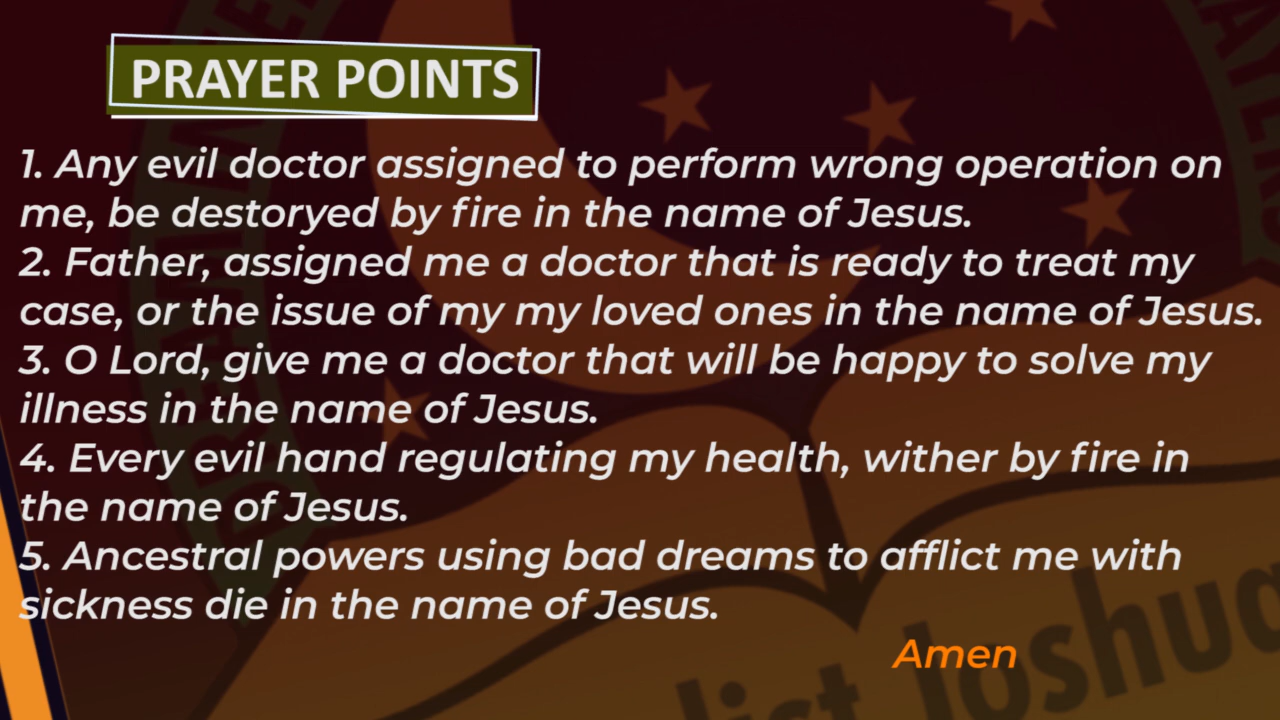 PRAYER POINTS
1. Any evil doctor assigned to perform wrong operation on
me, be destoryed by fire in the name of Jesus.
2. Father, assigned me a doctor that is ready to treat my
case, or the issue of my my loved ones in the name of Jesus.
3. O Lord, give me a doctor that will be happy to solve my
illness in the name of Jesus.
4. Every evil hand regulating my health, wither by fire in
the name of Jesus.
5. Ancestral powers using bad dreams to afflict me with
sickness die in the name of Jesus.
Amen